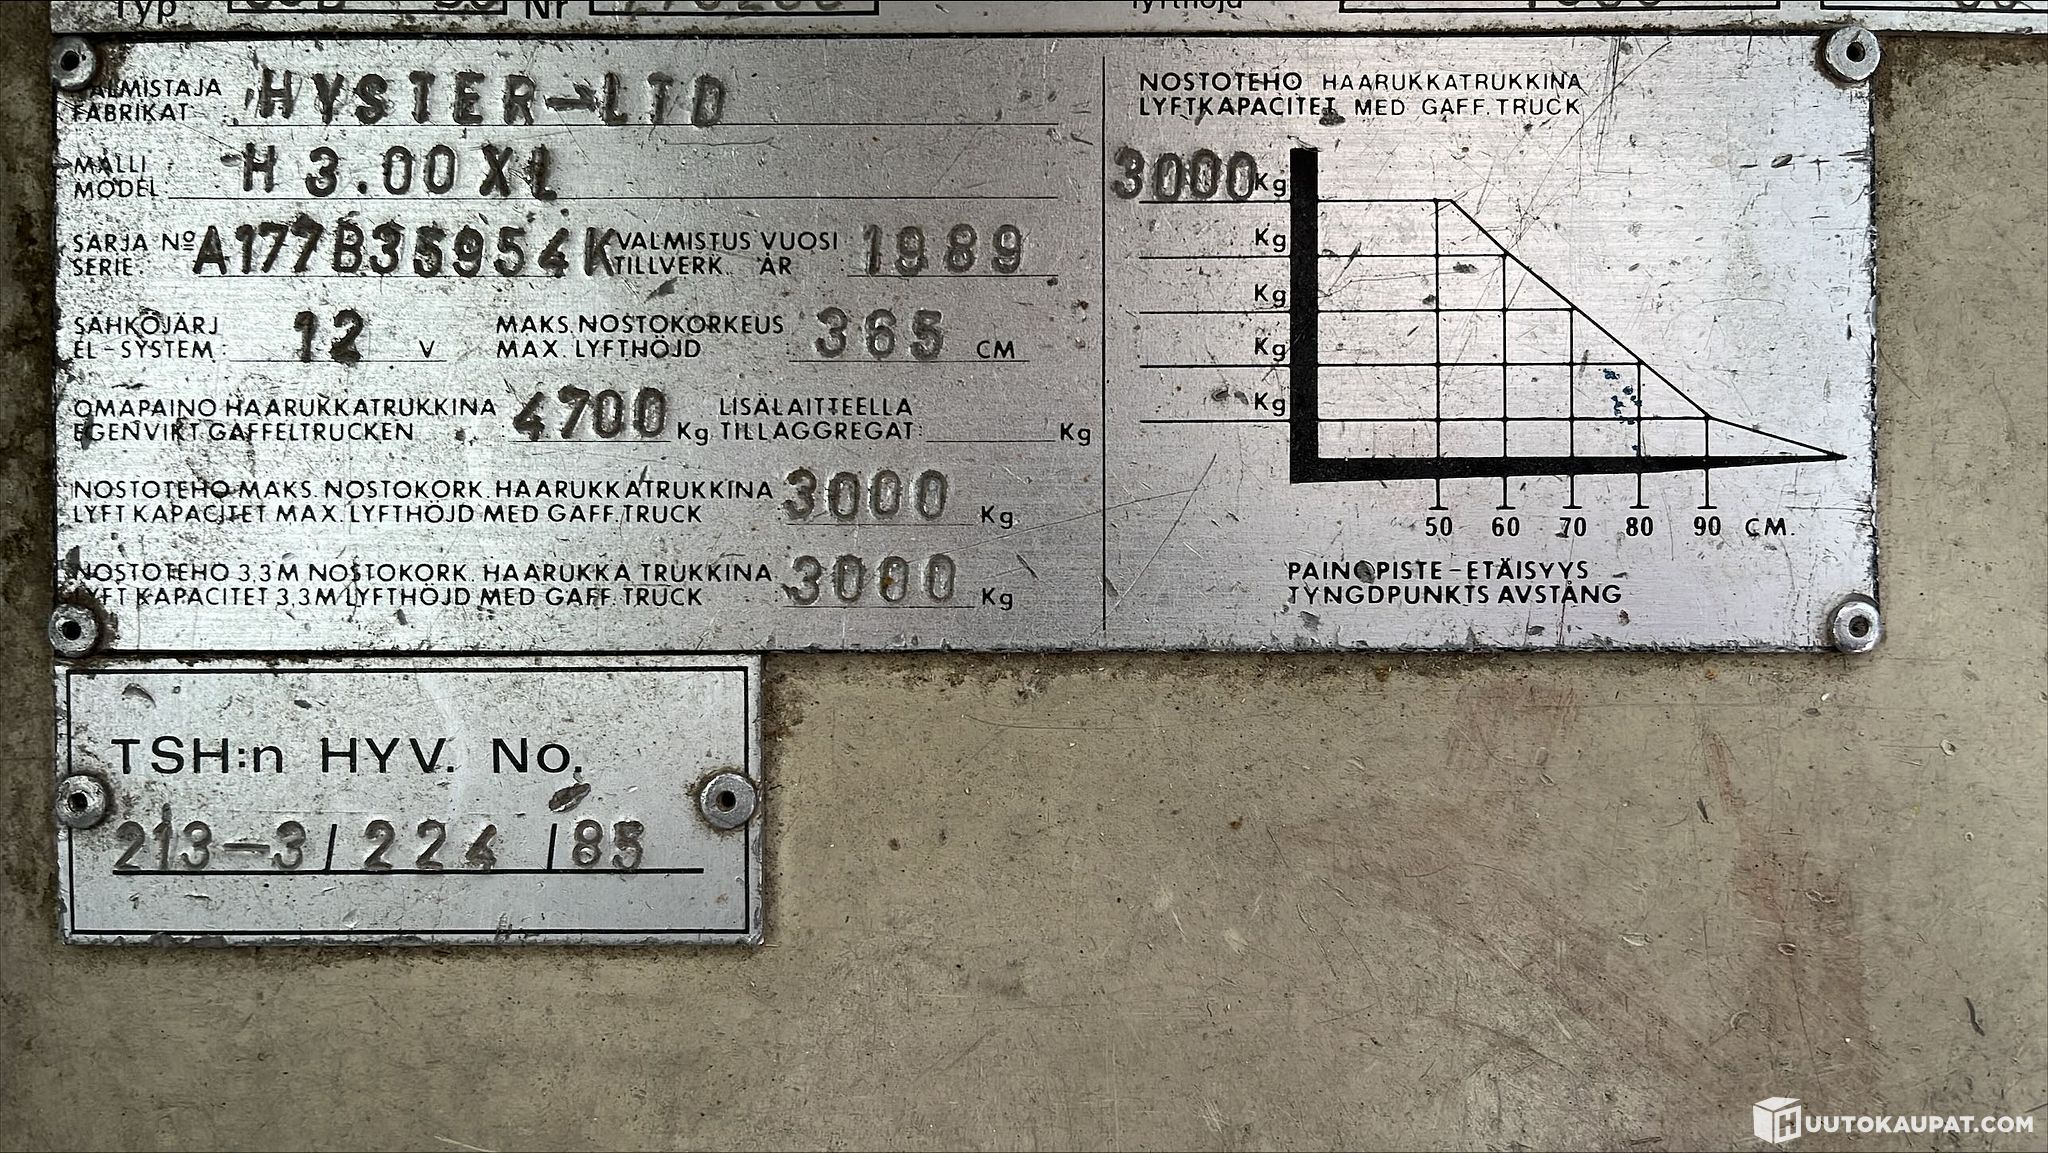 Typ Nr
VALMISTAJA
FABRIKAT HYSTER-LTD
MALLI
MODEL H 3.00 XL
SARJA Nº
SERIE. A177B35954K
VALMISTUS VUOSI
TILLVERK. ÅR 1989
SÄHKÖJÄRJ
EL-SYSTEM: 12 V
MAKS. NOSTOKORKEUS
MAX. LYFTHÖJD 365 CM
OMAPAINO HAARUKKATRUKKINA
EGENVIKT GAFFELTRUCKEN 4700 Kg
LISÄLAITTEELLA
TILLAGGREGAT: Kg
NOSTOTEHO MAKS. NOSTOKORK. HAARUKKATRUKKINA
LYFT KAPACITET MAX. LYFTHÖJD MED GAFF. TRUCK 3000 Kg
NOSTOTEHO 3.3M NOSTOKORK. HAARUKKA TRUKKINA
LYFT KAPACITET 3.3M LYFTHÖJD MED GAFF. TRUCK 3000 Kg
NOSTOTEHO HAARUKKATRUKKINA
LYFTKAPACITET MED GAFF. TRUCK
3000 Kg
Kg
Kg
Kg
Kg
50 60 70 80 90 CM.
PAINOPISTE-ETÄISYYS
TYNGDPUNKTS AVSTÅNG
TSH:n HYV. No.
213-3/224/85
HUUTOKAUPAT.COM